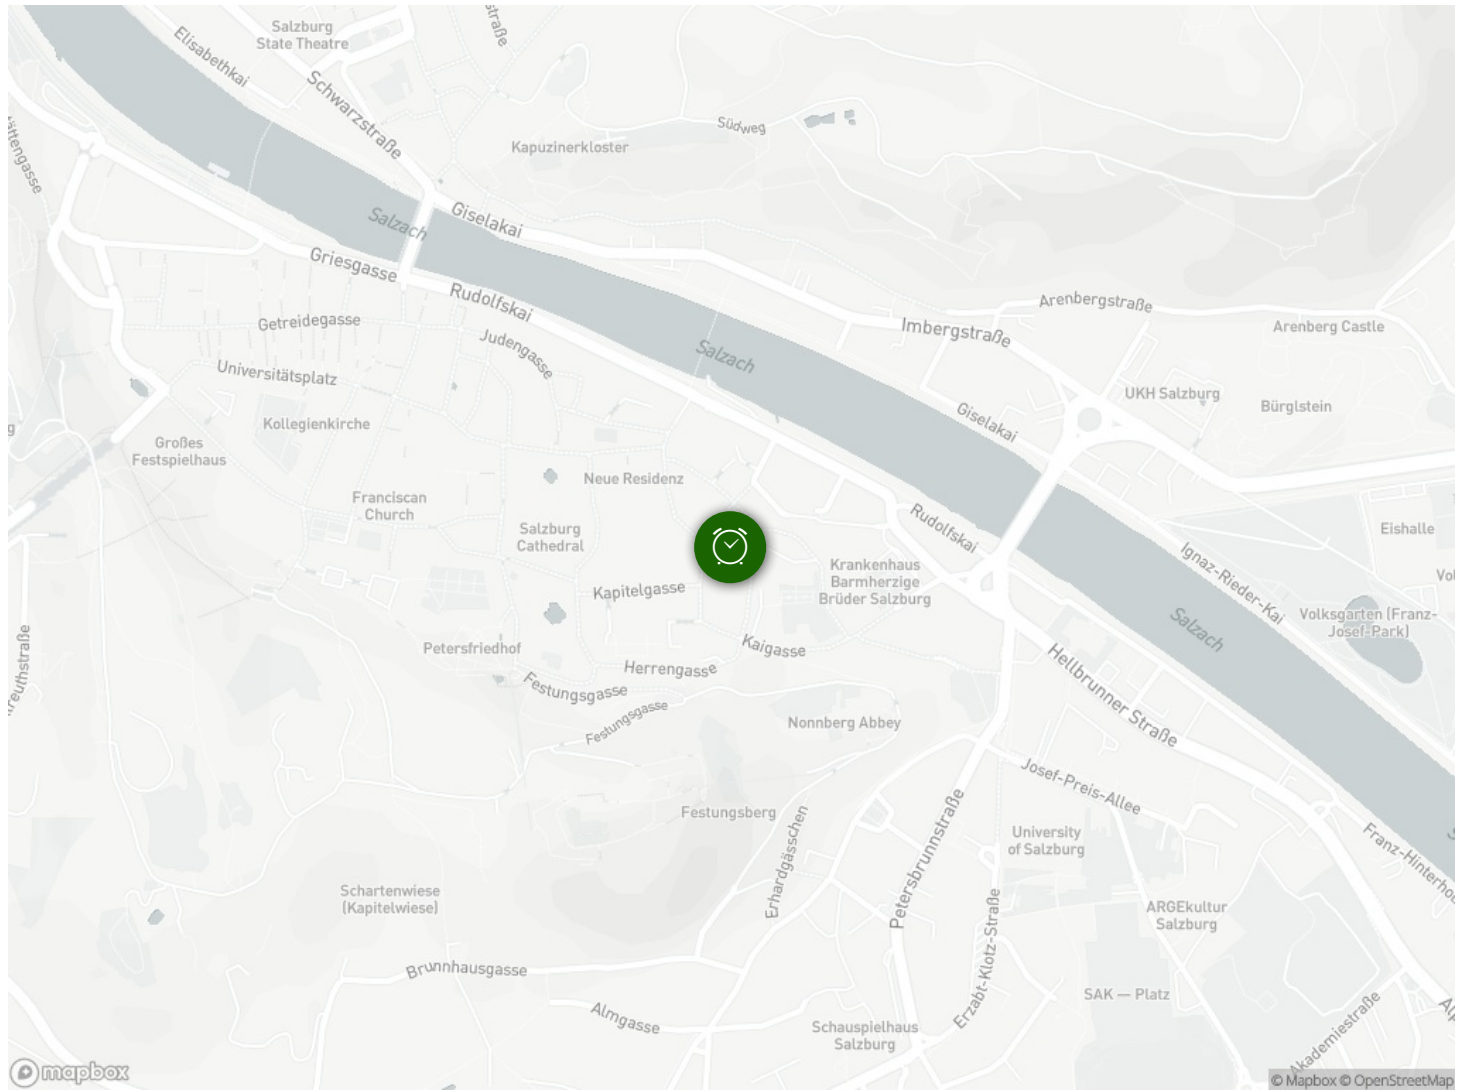 Salzburg
State Theatre
Elisabethkai
Schwarzstraße
Kapuzinerkloster
Südweg
Salzach
Giselakai
Griesgasse
Rudolfskai
Arenbergstraße
Imbergstraße
Arenberg Castle
Getreidegasse
Judengasse
Salzach
Universitätsplatz
UKH Salzburg
Bürglstein
Giselakai
Kollegienkirche
Großes
Festspielhaus
Neue Residenz
Franciscan
Church
Salzburg
Cathedral
Rudolfskai
Eishalle
Ignaz-Rieder-Kai
Krankenhaus
Barmherzige
Brüder Salzburg
Kapitelgasse
Volksgarten (Franz-
Josef-Park)
Salzach
Petersfriedhof
Kaigasse
Herrengasse
Hellbrunner Straße
Festungsgasse
Festungsgasse
Nonnberg Abbey
Josef-Preis-Allee
Festungsberg
Erhardgässchen
Petersbrunnstraße
University
of Salzburg
Schartenwiese
(Kapitelwiese)
ARGEkultur
Salzburg
Erzabt-Klotz-Straße
Brunnhausgasse
SAK — Platz
Almgasse
Schauspielhaus
Salzburg
Akademiestraße
mapbox
© Mapbox © OpenStreetMap